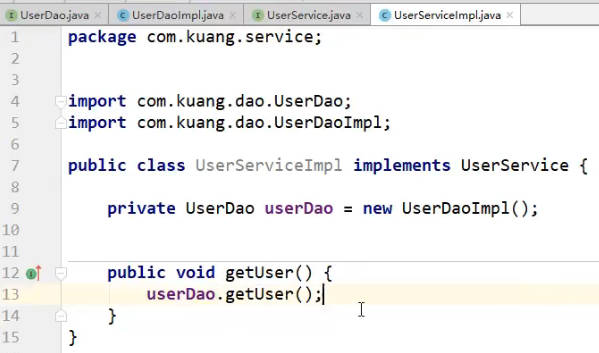 UserDao.java UserDaoImpl.java UserService.java UserServiceImpl.java
1 package com.kuang.service;
2
3
4 import com.kuang.dao.UserDao;
5 import com.kuang.dao.UserDaoImpl;
6
7 public class UserServiceImpl implements UserService {
8
9 private UserDao userDao = new UserDaoImpl();
10
11
12 public void getUser() {
13 userDao.getUser();
14 }
15 }